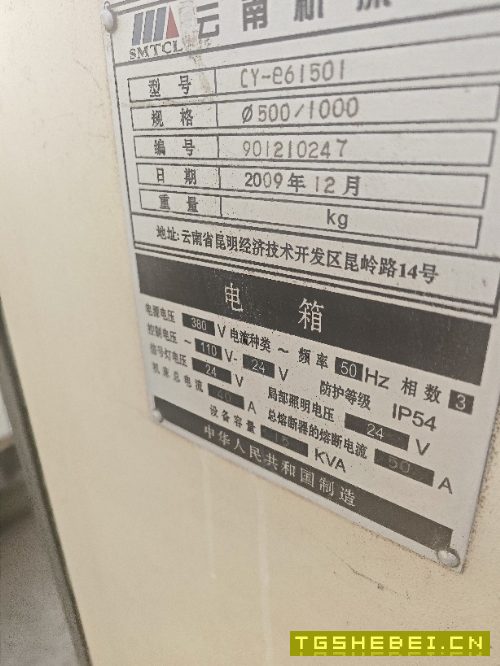 SMTCL 云南机床
型号 CY-e61501
规格 Ø500/1000
编号 901210247
日期 2009年12月
重量 kg
地址:云南省昆明经济技术开发区昆岭路14号
电箱
电源电压 380 V 电流种类 ~ 频率 50 Hz 相数 3
控制电压 ~ 110 V- 24 V 防护等级 IP54
信号灯电压 24 V 局部照明电压 24 V
机床总电流 40 A 总熔断器的熔断电流 50 A
设备容量 15 KVA
中华人民共和国制造
TGSHEBEI.CN